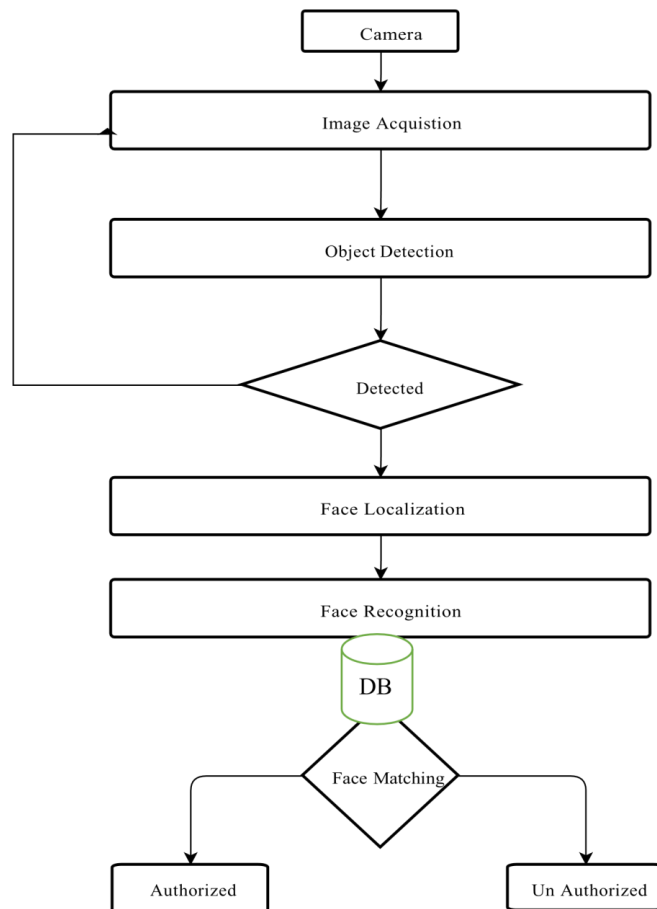 Camera
Image Acquistion
Object Detection
Detected
Face Localization
Face Recognition
DB
Face Matching
Authorized
Un Authorized